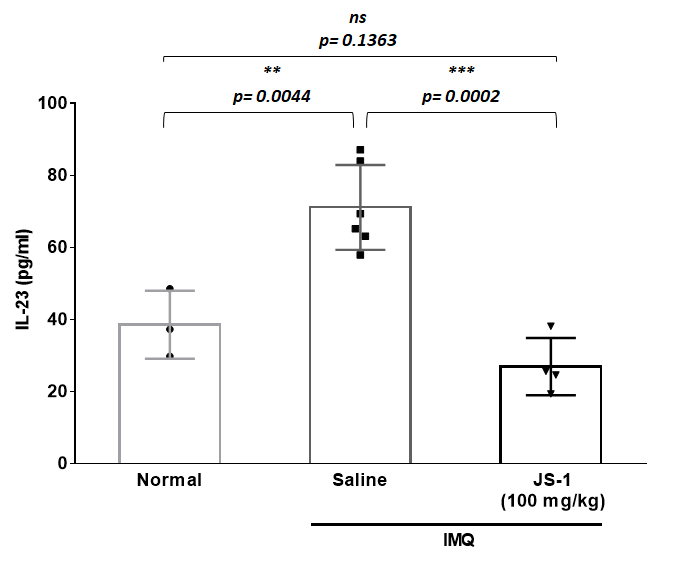 ns
p= 0.1363
** ***
p= 0.0044 p= 0.0002
100
80
60
40
20
0
IL-23 (pg/ml)
Normal Saline JS-1
(100 mg/kg)
IMQ